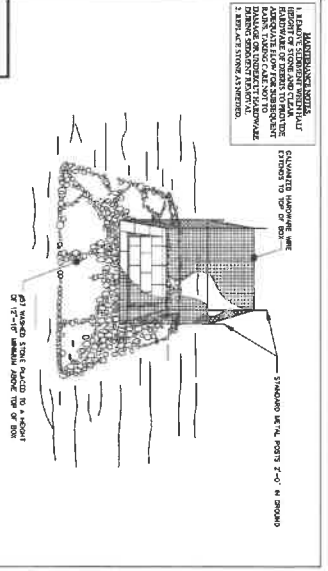 MAINTENANCE NOTES
1. REMOVE SEDIMENT WHEN HALF
HEIGHT OF STONE AND CLEAR
HARDWARE OF DEBRIS TO PROVIDE
ADEQUATE FLOW FOR SUBSEQUENT
RAINS. TAKING CARE NOT TO
DAMAGE OR UNDERCUT HARDWARE
DURING SEDIMENT REMOVAL.
2. REPLACE STONE AS NEEDED.
GALVANIZED HARDWARE WIRE
EXTENDS TO TOP OF BOX
STANDARD METAL POSTS 2'-0" IN GROUND
#57 WASHED STONE PLACED TO A HEIGHT
OF 12"-16" MINIMUM ABOVE TOP OF BOX